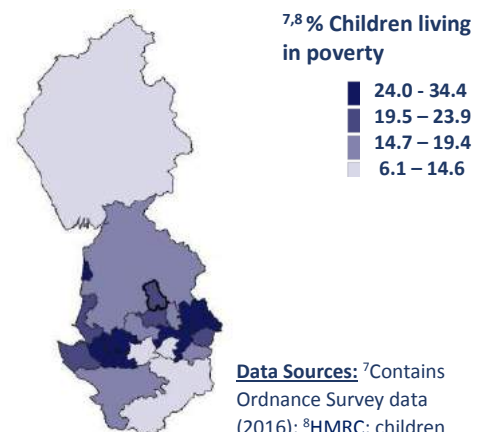 7,8 % Children living
in poverty
24.0 - 34.4
19.5 – 23.9
14.7 – 19.4
6.1 – 14.6
Data Sources: 7Contains
Ordnance Survey data
(2016); 8HMRC: children